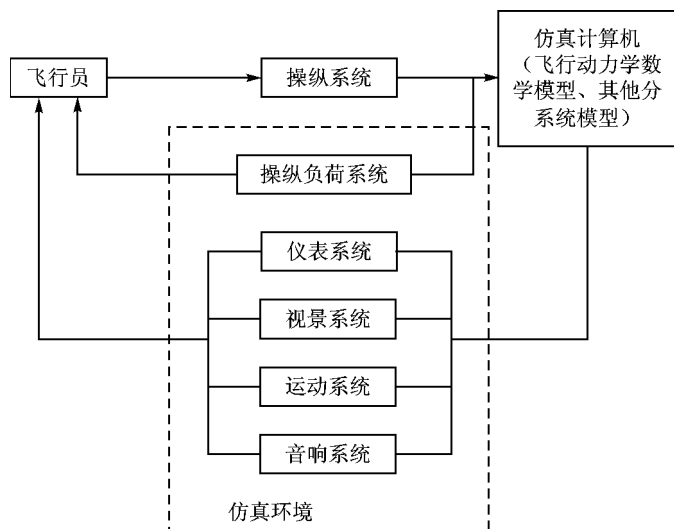 飞行员
操纵系统
仿真计算机
（飞行动力学数
学模型、其他分
系统模型）
操纵负荷系统
仪表系统
视景系统
运动系统
音响系统
仿真环境